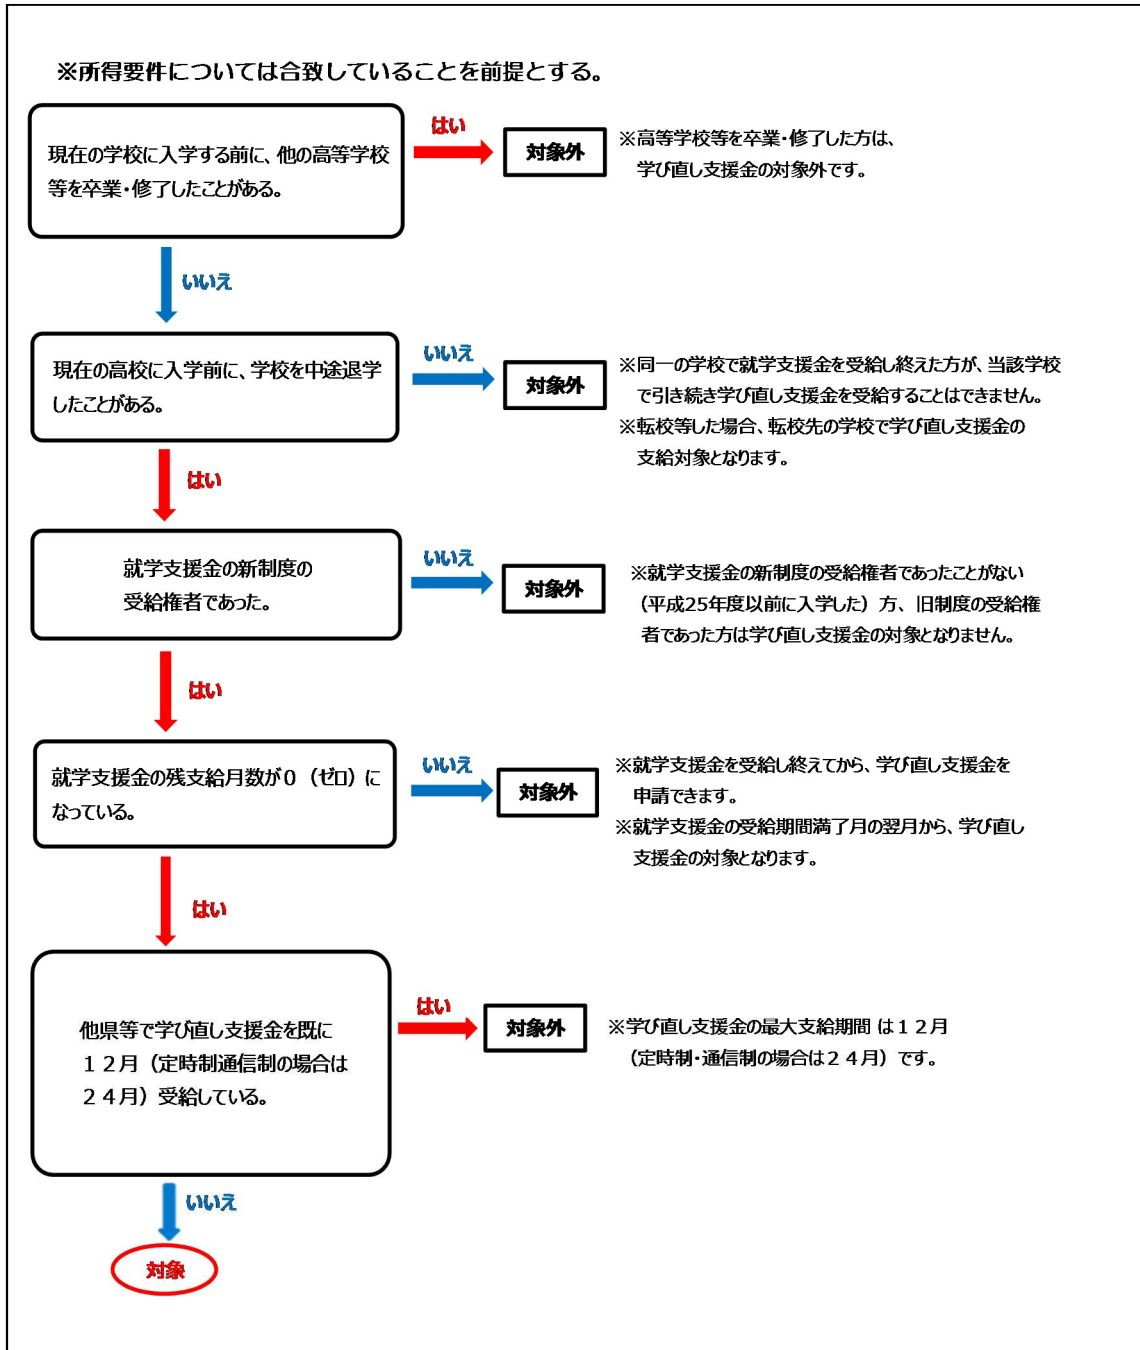 ※所得要件については合致していることを前提とする。
現在の学校に入学する前に、他の高等学校
等を卒業・修了したことがある。
はい
対象外
※高等学校等を卒業・修了した方は、
学び直し支援金の対象外です。
いいえ
現在の高校に入学前に、学校を中途退学
したことがある。
いいえ
対象外
※同一の学校で就学支援金を受給し終えた方が、当該学校
で引き続き学び直し支援金を受給することはできません。
※転校等した場合、転校先の学校で学び直し支援金の
支給対象となります。
はい
就学支援金の新制度の
受給権者であった。
いいえ
対象外
※就学支援金の新制度の受給権者であったことがない
（平成25年度以前に入学した）方、旧制度の受給権
者であった方は学び直し支援金の対象となりません。
はい
就学支援金の残支給月数が０（ゼロ）に
なっている。
いいえ
対象外
※就学支援金を受給し終えてから、学び直し支援金を
申請できます。
※就学支援金の受給期間満了月の翌月から、学び直し
支援金の対象となります。
はい
他県等で学び直し支援金を既に
１２月（定時制通信制の場合は
２４月）受給している。
はい
対象外
※学び直し支援金の最大支給期間 は１２月
（定時制・通信制の場合は２４月）です。
いいえ
対象